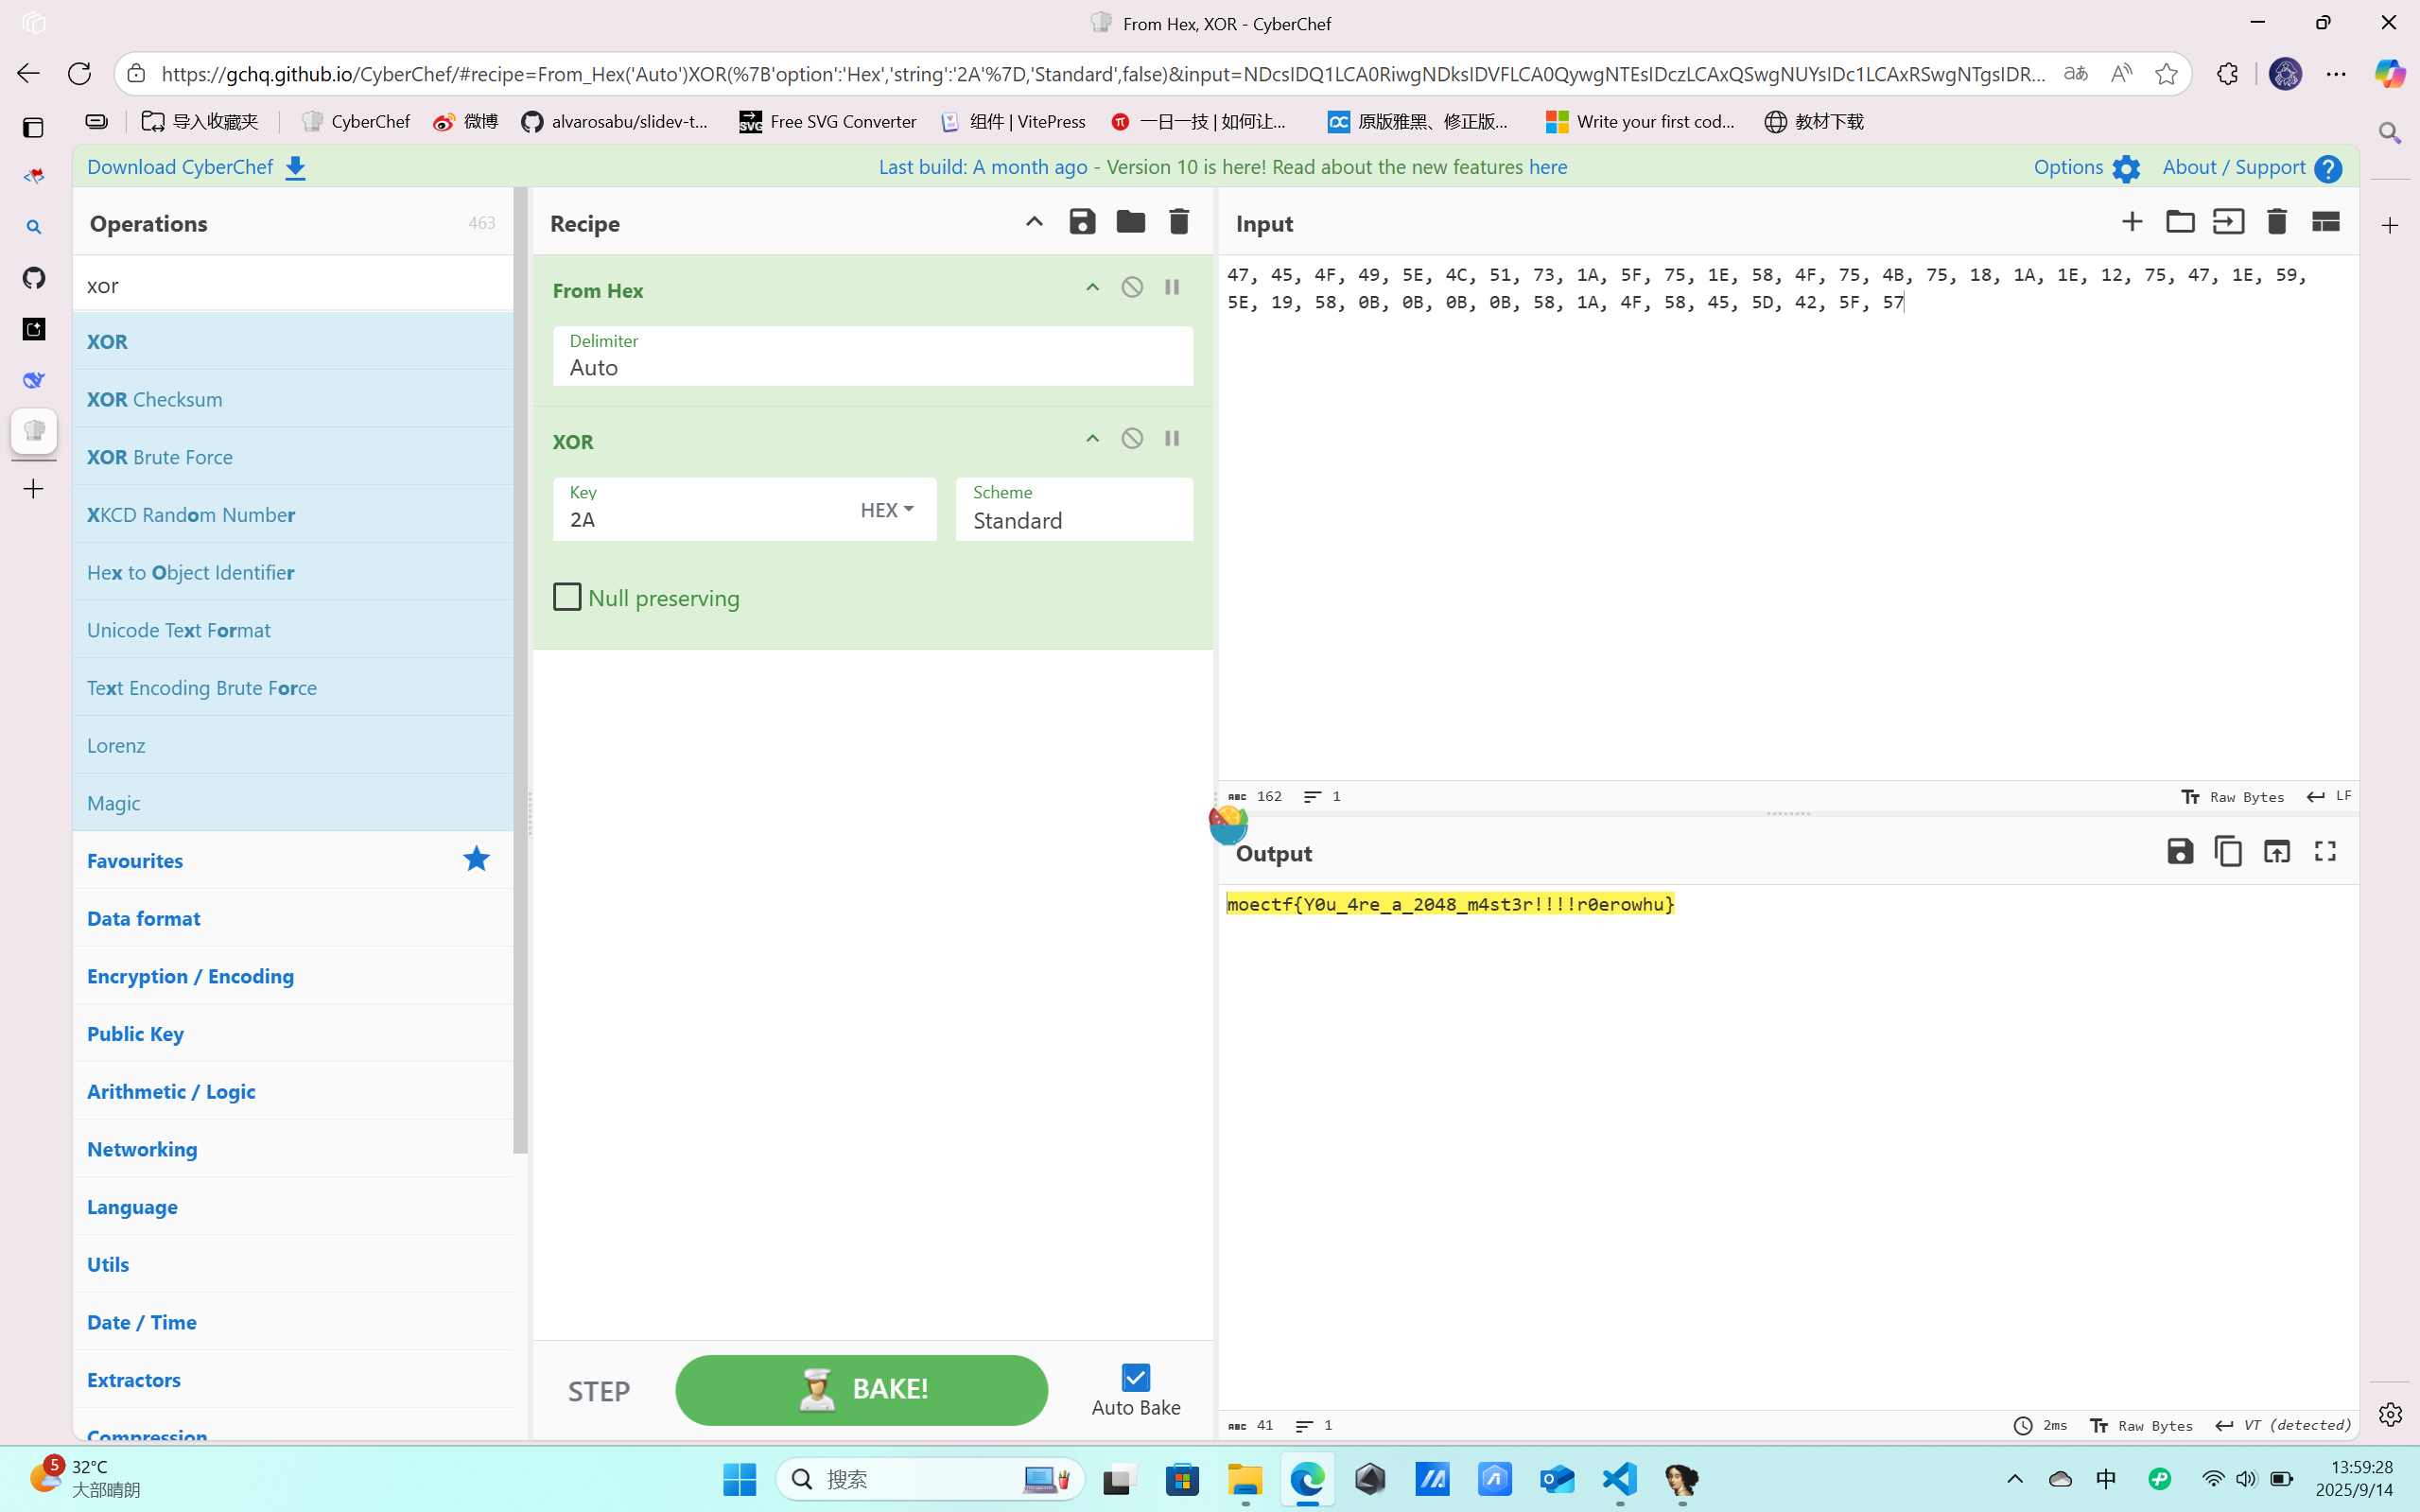 From Hex, XOR - CyberChef
https://gchq.github.io/CyberChef/#recipe=From_Hex('Auto')XOR(%7B'option':'Hex','string':'2A'%7D,'Standard',false)&input=NDcsIDQ1LCA0RiwgNDksIDVFLCA0QywgNTEsIDczLCAxQSwgNUYsIDc1LCAxRSwgNTgsIDR...
导入收藏夹
CyberChef
微博
alvarosabu/slidev-t...
Free SVG Converter
组件 | VitePress
一日一技 | 如何让...
原版雅黑、修正版...
Write your first cod...
教材下载
Download CyberChef
Last build: A month ago - Version 10 is here! Read about the new features here
Options
About / Support
Operations
463
xor
XOR
XOR Checksum
XOR Brute Force
XKCD Random Number
Hex to Object Identifier
Unicode Text Format
Text Encoding Brute Force
Lorenz
Magic
Favourites
Data format
Encryption / Encoding
Public Key
Arithmetic / Logic
Networking
Language
Utils
Date / Time
Extractors
Compression
Recipe
From Hex
Delimiter
Auto
XOR
Key
2A
HEX
Scheme
Standard
Null preserving
STEP
BAKE!
Auto Bake
Input
47, 45, 4F, 49, 5E, 4C, 51, 73, 1A, 5F, 75, 1E, 58, 4F, 75, 4B, 75, 18, 1A, 1E, 12, 75, 47, 1E, 59,
5E, 19, 58, 0B, 0B, 0B, 0B, 58, 1A, 4F, 58, 45, 5D, 42, 5F, 57
ABC 162
1
Raw Bytes
LF
Output
moectf{Y0u_4re_a_2048_m4st3r!!!!r0erowhu}
ABC 41
1
2ms
Raw Bytes
VT (detected)
5
32°C
大部晴朗
搜索
中
13:59:28
2025/9/14